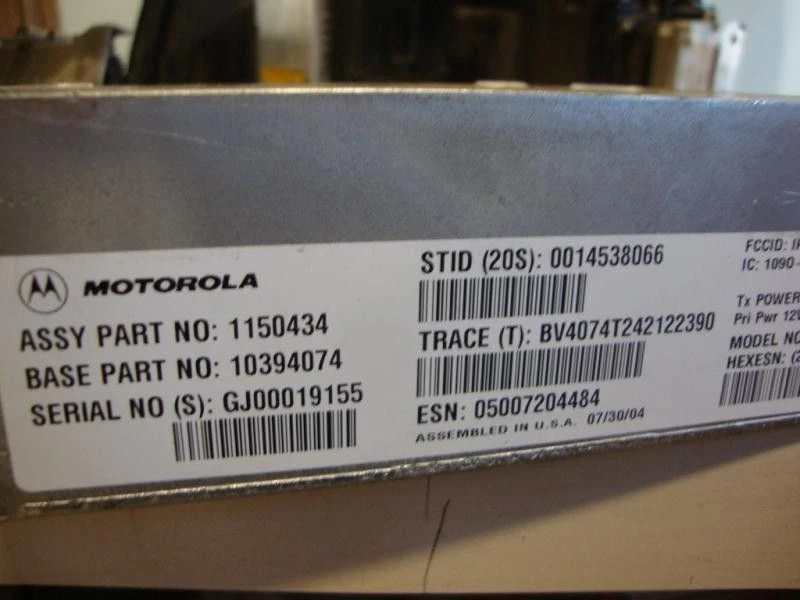 MOTOROLA
ASSY PART NO: 1150434
BASE PART NO: 10394074
SERIAL NO (S): GJ00019155
STID (20S): 0014538066
TRACE (T): BV4074T242122390
ESN: 05007204484
ASSEMBLED IN U.S.A. 07/30/04
FCCID:
IC: 1090
Tx POWER
Pri Pwr 12V
MODEL NO
HEXESN: